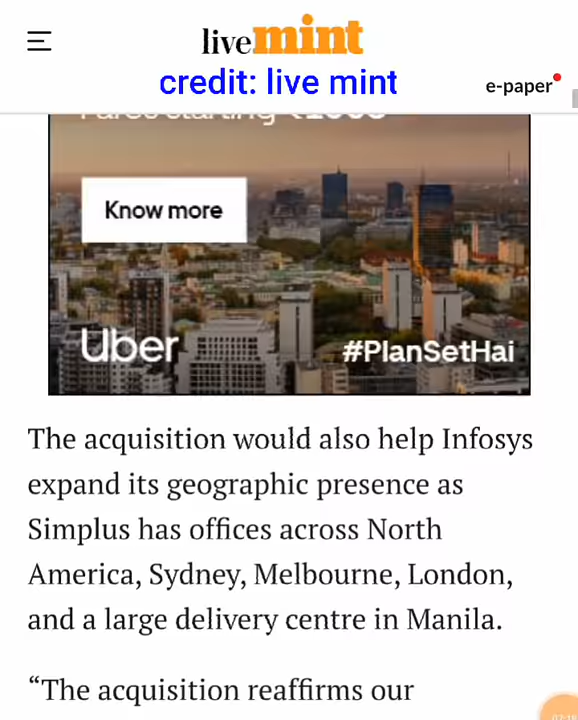 livemint
credit: live mint
e-paper
Know more
Uber
#PlanSetHai
The acquisition would also help Infosys
expand its geographic presence as
Simplus has offices across North
America, Sydney, Melbourne, London,
and a large delivery centre in Manila.
“The acquisition reaffirms our